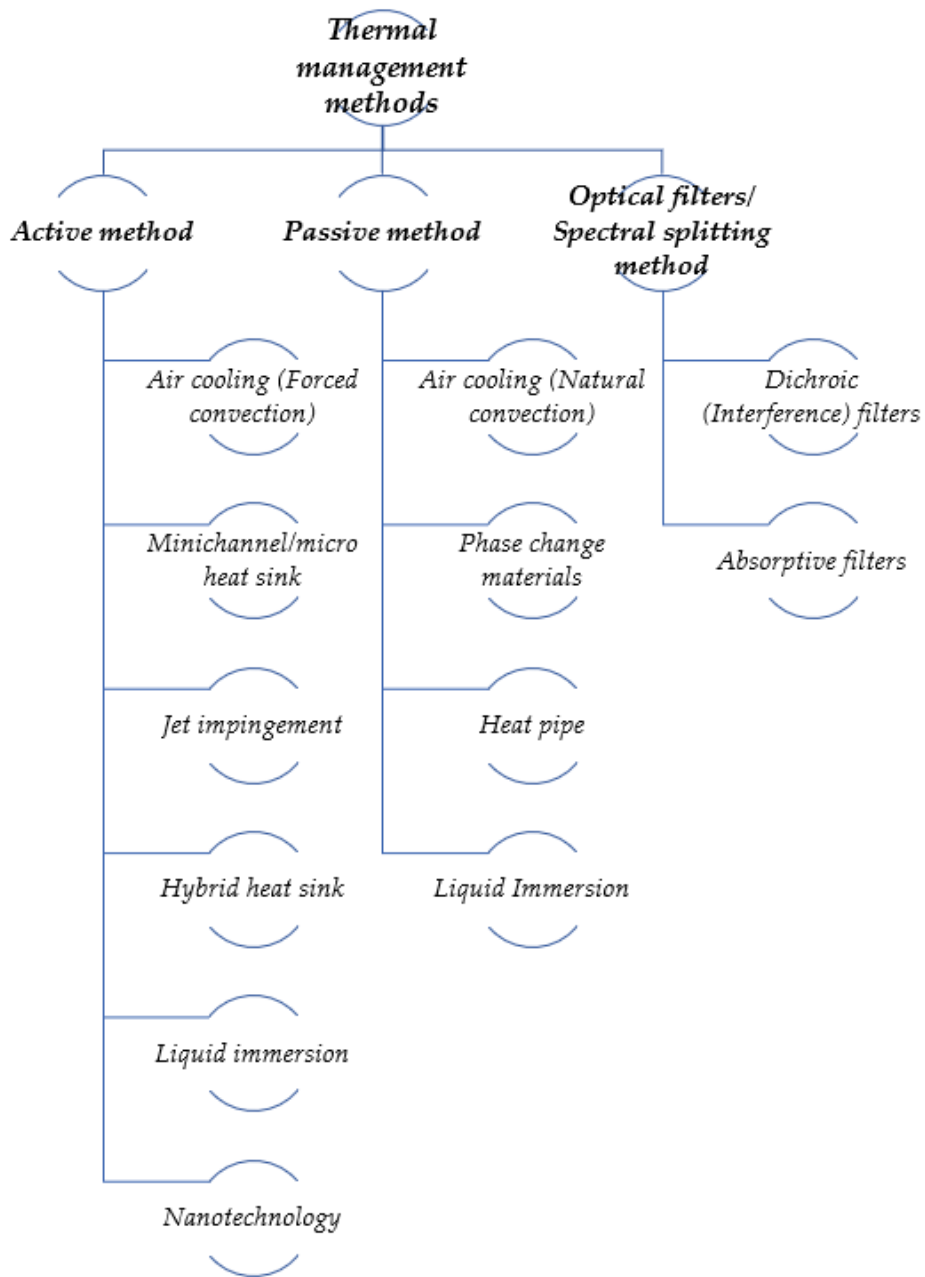 Thermal
management
methods
Active method
Passive method
Optical filters/
Spectral splitting
method
Air cooling (Forced
convection)
Air cooling (Natural
convection)
Dichroic
(Interference) filters
Minichannel/micro
heat sink
Phase change
materials
Absorptive filters
Jet impingement
Heat pipe
Hybrid heat sink
Liquid Immersion
Liquid immersion
Nanotechnology